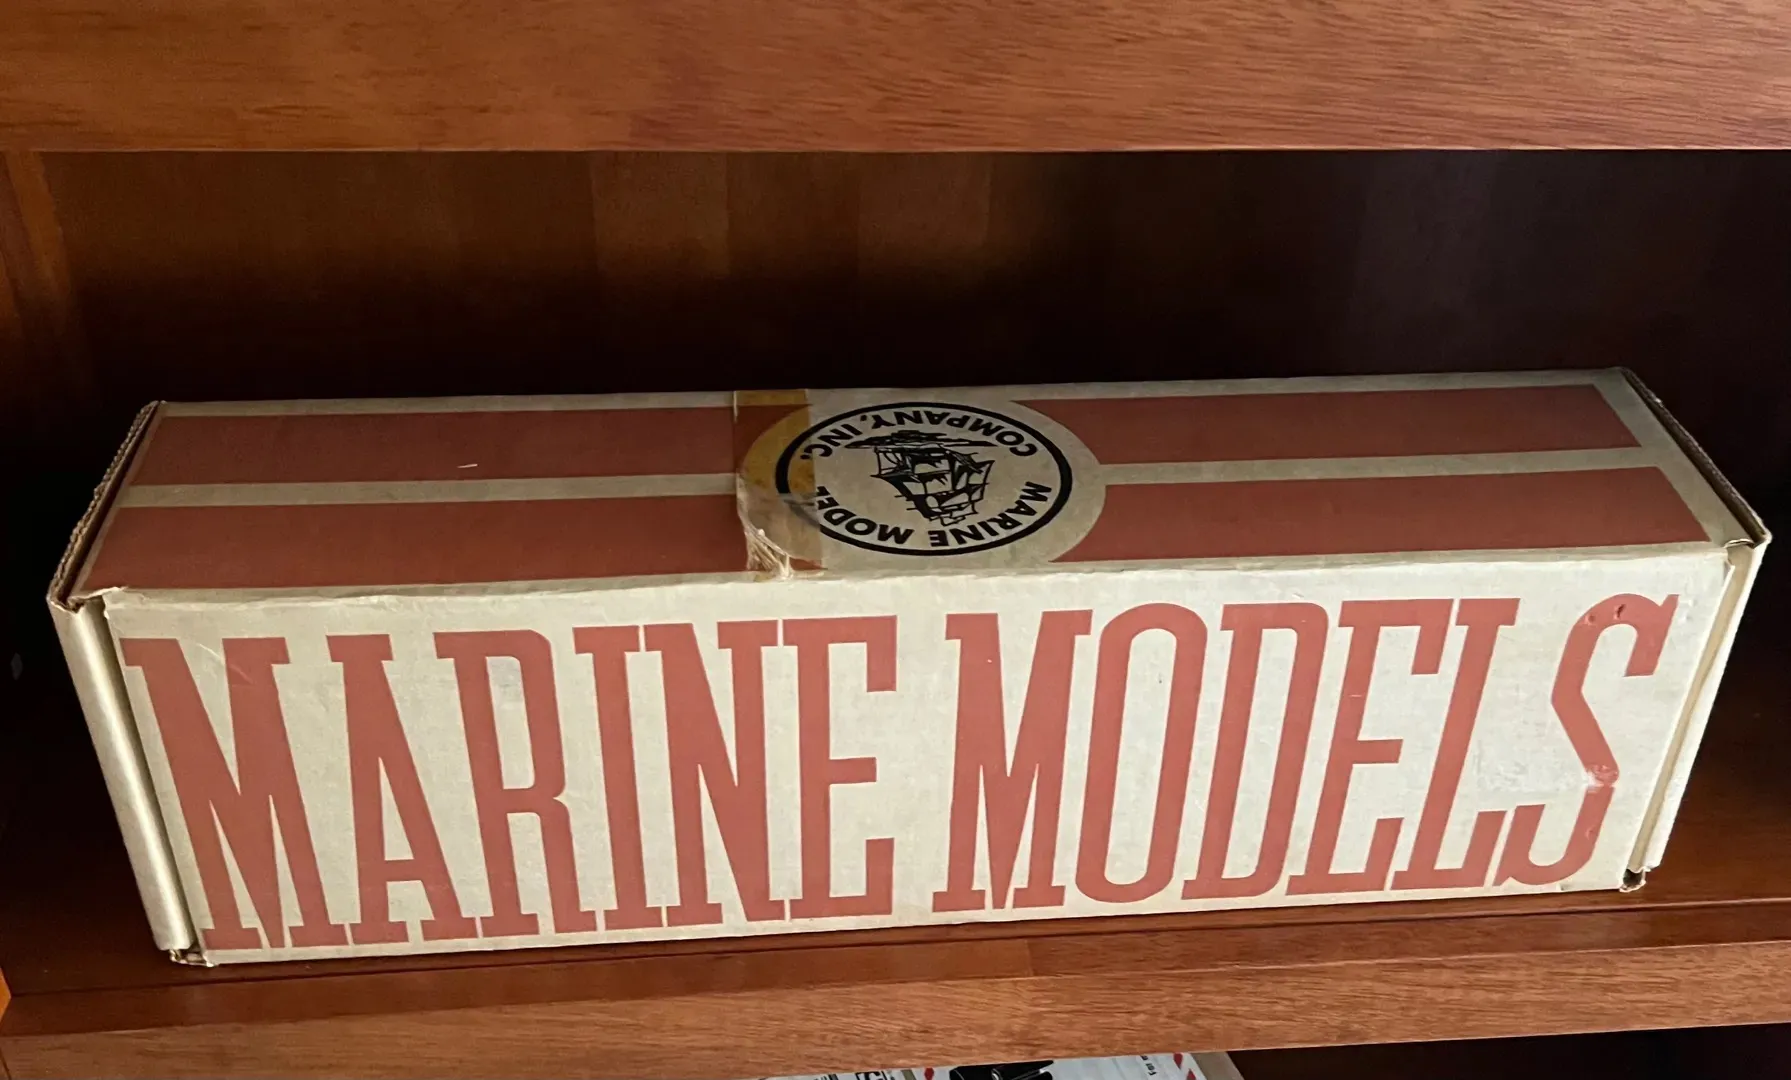 MARINE MODEL
COMPANY, INC.
MARINE MODELS